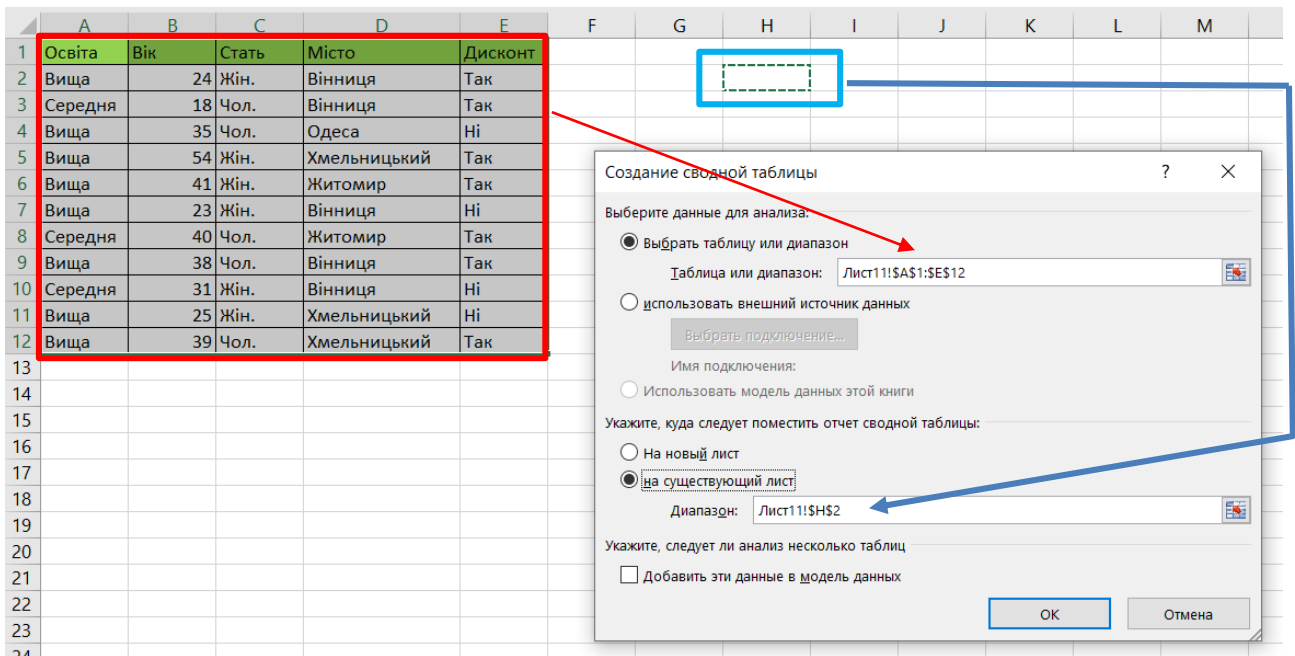 A B C D E F G H I J K L M
1 Освіта Вік Стать Місто Дисконт
2 Вища 24 Жін. Вінниця Так
3 Середня 18 Чол. Вінниця Так
4 Вища 35 Чол. Одеса Ні
5 Вища 54 Жін. Хмельницький Так
6 Вища 41 Жін. Житомир Так
7 Вища 23 Жін. Вінниця Ні
8 Середня 40 Чол. Житомир Так
9 Вища 38 Чол. Вінниця Так
10 Середня 31 Жін. Вінниця Ні
11 Вища 25 Жін. Хмельницький Ні
12 Вища 39 Чол. Хмельницький Так
13
14
15
16
17
18
19
20
21
22
23
24
Создание сводной таблицы ?
Выберите данные для анализа:
Выбрать таблицу или диапазон
Таблица или диапазон: Лист11!$A$1:$E$12
использовать внешний источник данных
Выбрать подключение...
Имя подключения:
Использовать модель данных этой книги
Укажите, куда следует поместить отчет сводной таблицы:
На новый лист
на существующий лист
Диапазон: Лист11!$H$2
Укажите, следует ли анализ несколько таблиц
Добавить эти данные в модель данных
ОК Отмена